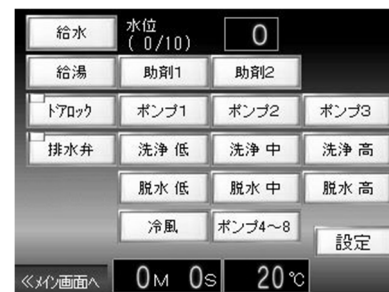 給水 水位
( 0/10) 0
給湯 助剤1 助剤2
ドアロック ポンプ1 ポンプ2 ポンプ3
排水弁 洗浄 低 洗浄 中 洗浄 高
脱水 低 脱水 中 脱水 高
冷風 ポンプ4～8
設定
≪メイン画面へ 0M 0S 20℃